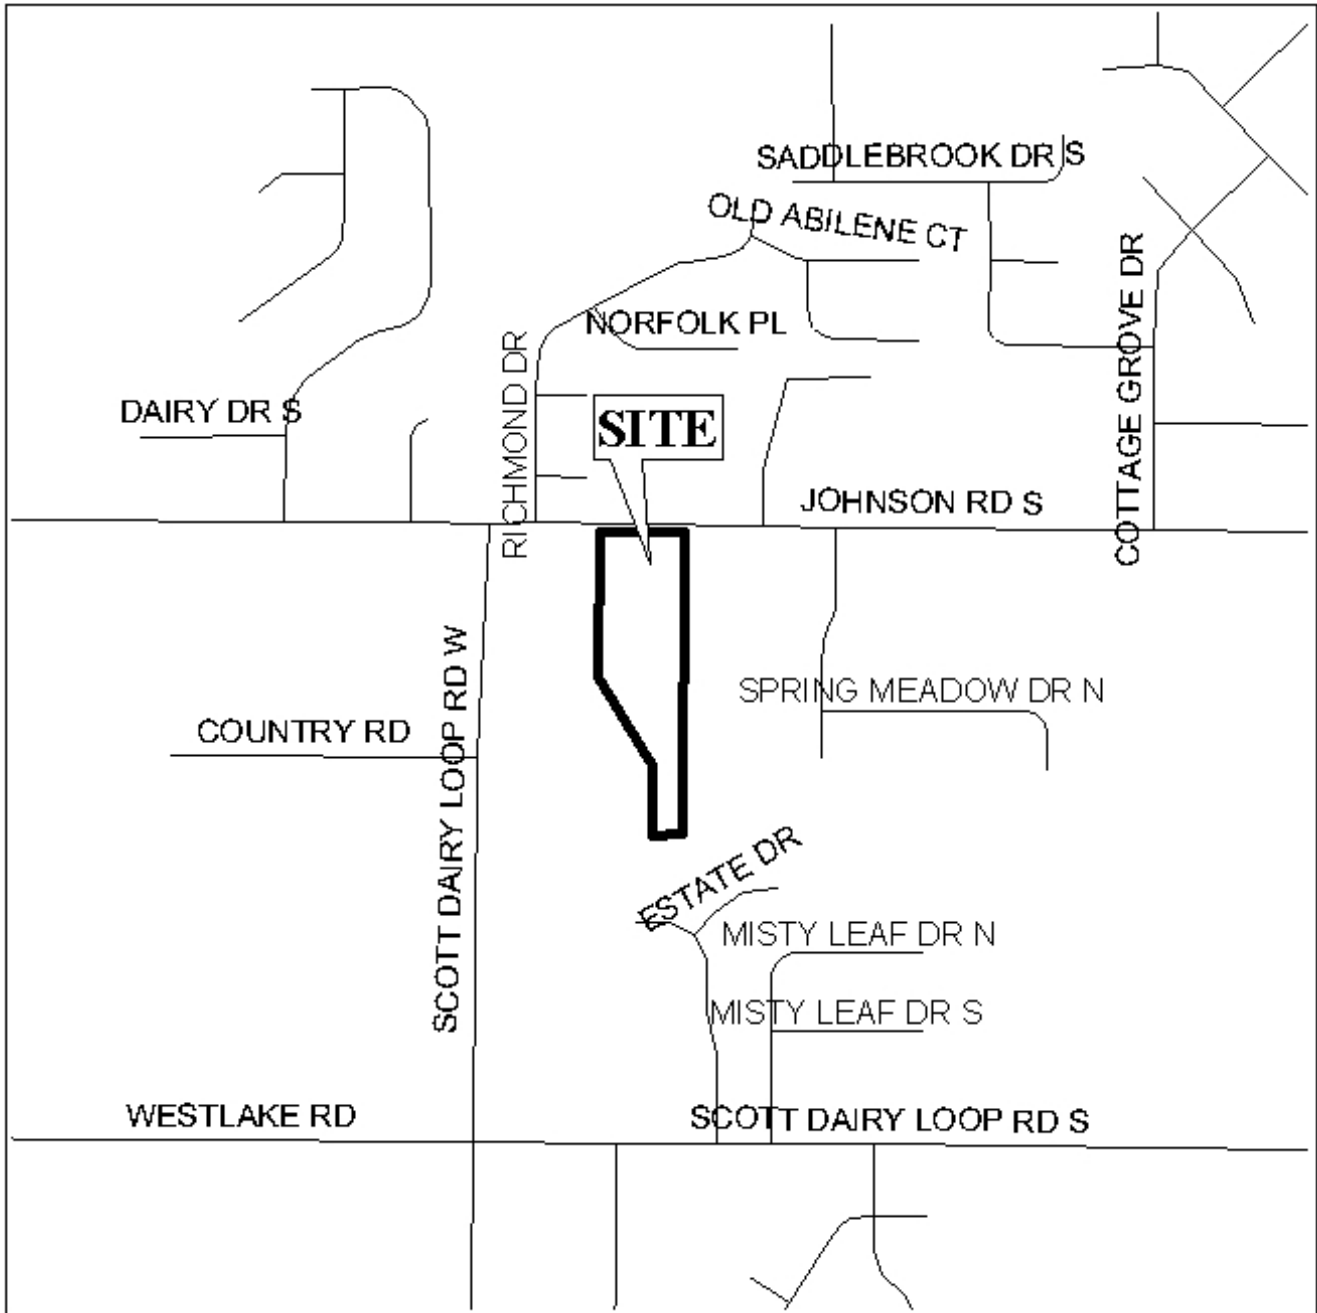 SADDLEBROOK DR S
OLD ABILENE CT
NORFOLK PL
RICHMOND DR
COTTAGE GROVE DR
DAIRY DR S
SITE
JOHNSON RD S
SCOTT DAIRY LOOP RD W
SPRING MEADOW DR N
COUNTRY RD
ESTATE DR
MISTY LEAF DR N
MISTY LEAF DR S
WESTLAKE RD
SCOTT DAIRY LOOP RD S